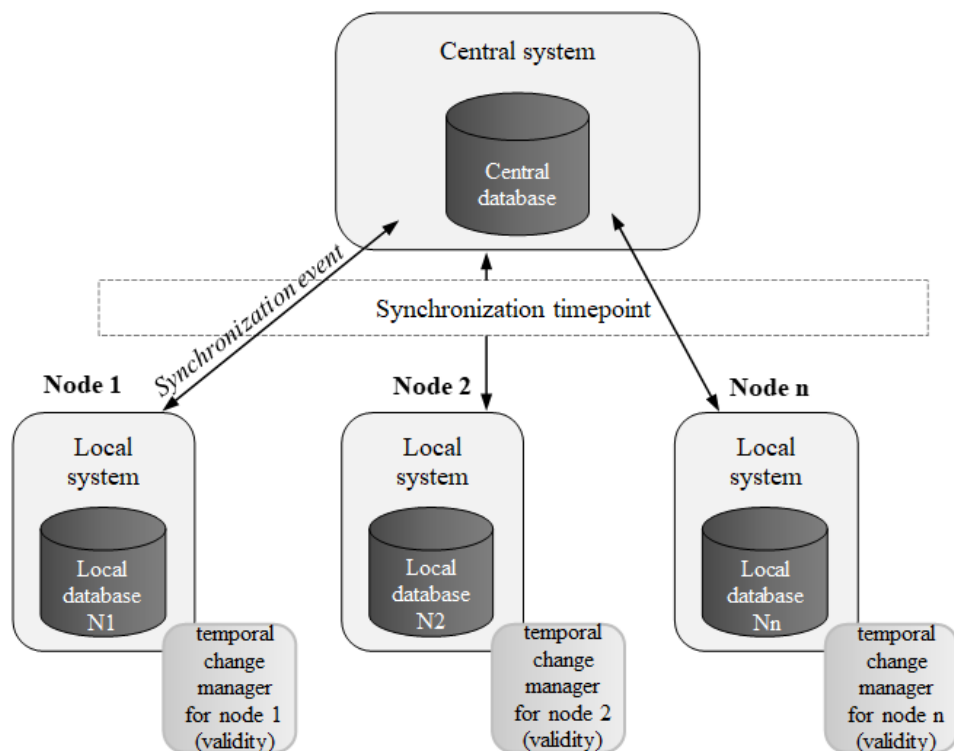 Central system
Central
database
Synchronization event
Synchronization timepoint
Node 1
Node 2
Node n
Local
system
Local
database
N1
temporal
change
manager
for node 1
(validity)
Local
system
Local
database
N2
temporal
change
manager
for node 2
(validity)
Local
system
Local
database
Nn
temporal
change
manager
for node n
(validity)